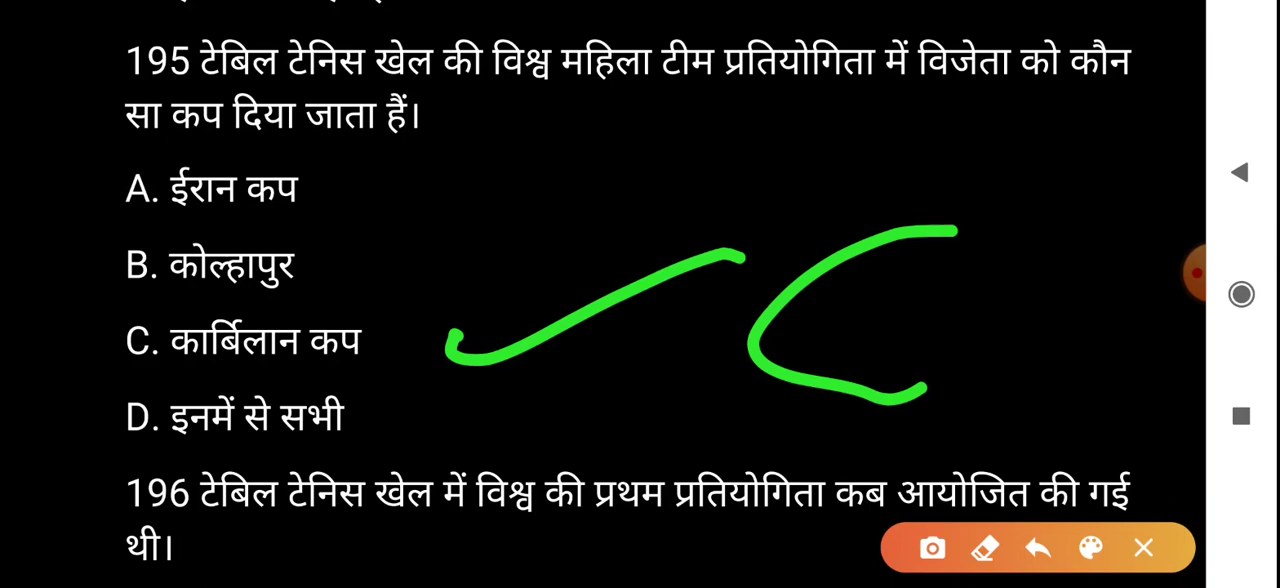 195 टेबिल टेनिस खेल की विश्व महिला टीम प्रतियोगिता में विजेता को कौन
सा कप दिया जाता हैं।
A. ईरान कप
B. कोल्हापुर
C. कार्बिलान कप
D. इनमें से सभी
196 टेबिल टेनिस खेल में विश्व की प्रथम प्रतियोगिता कब आयोजित की गई
थी।